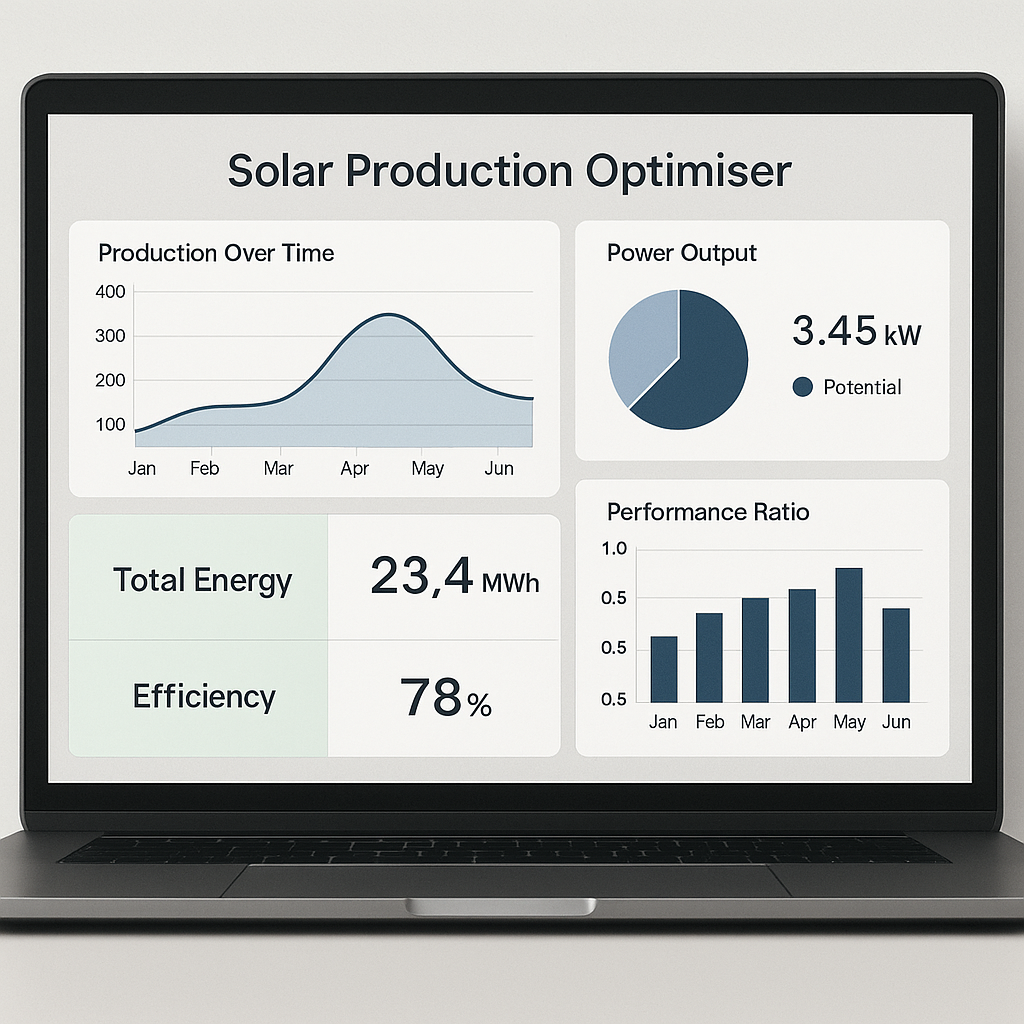 Solar Production Optimiser
Production Over Time
400
300
200
100
Jan Feb Mar Apr May Jun
Power Output
3.45 kW
Potential
Total Energy
23,4 MWh
Efficiency
78%
Performance Ratio
1.0
0.5
0.5
0.5
Jan Feb Mar Apr May Jun